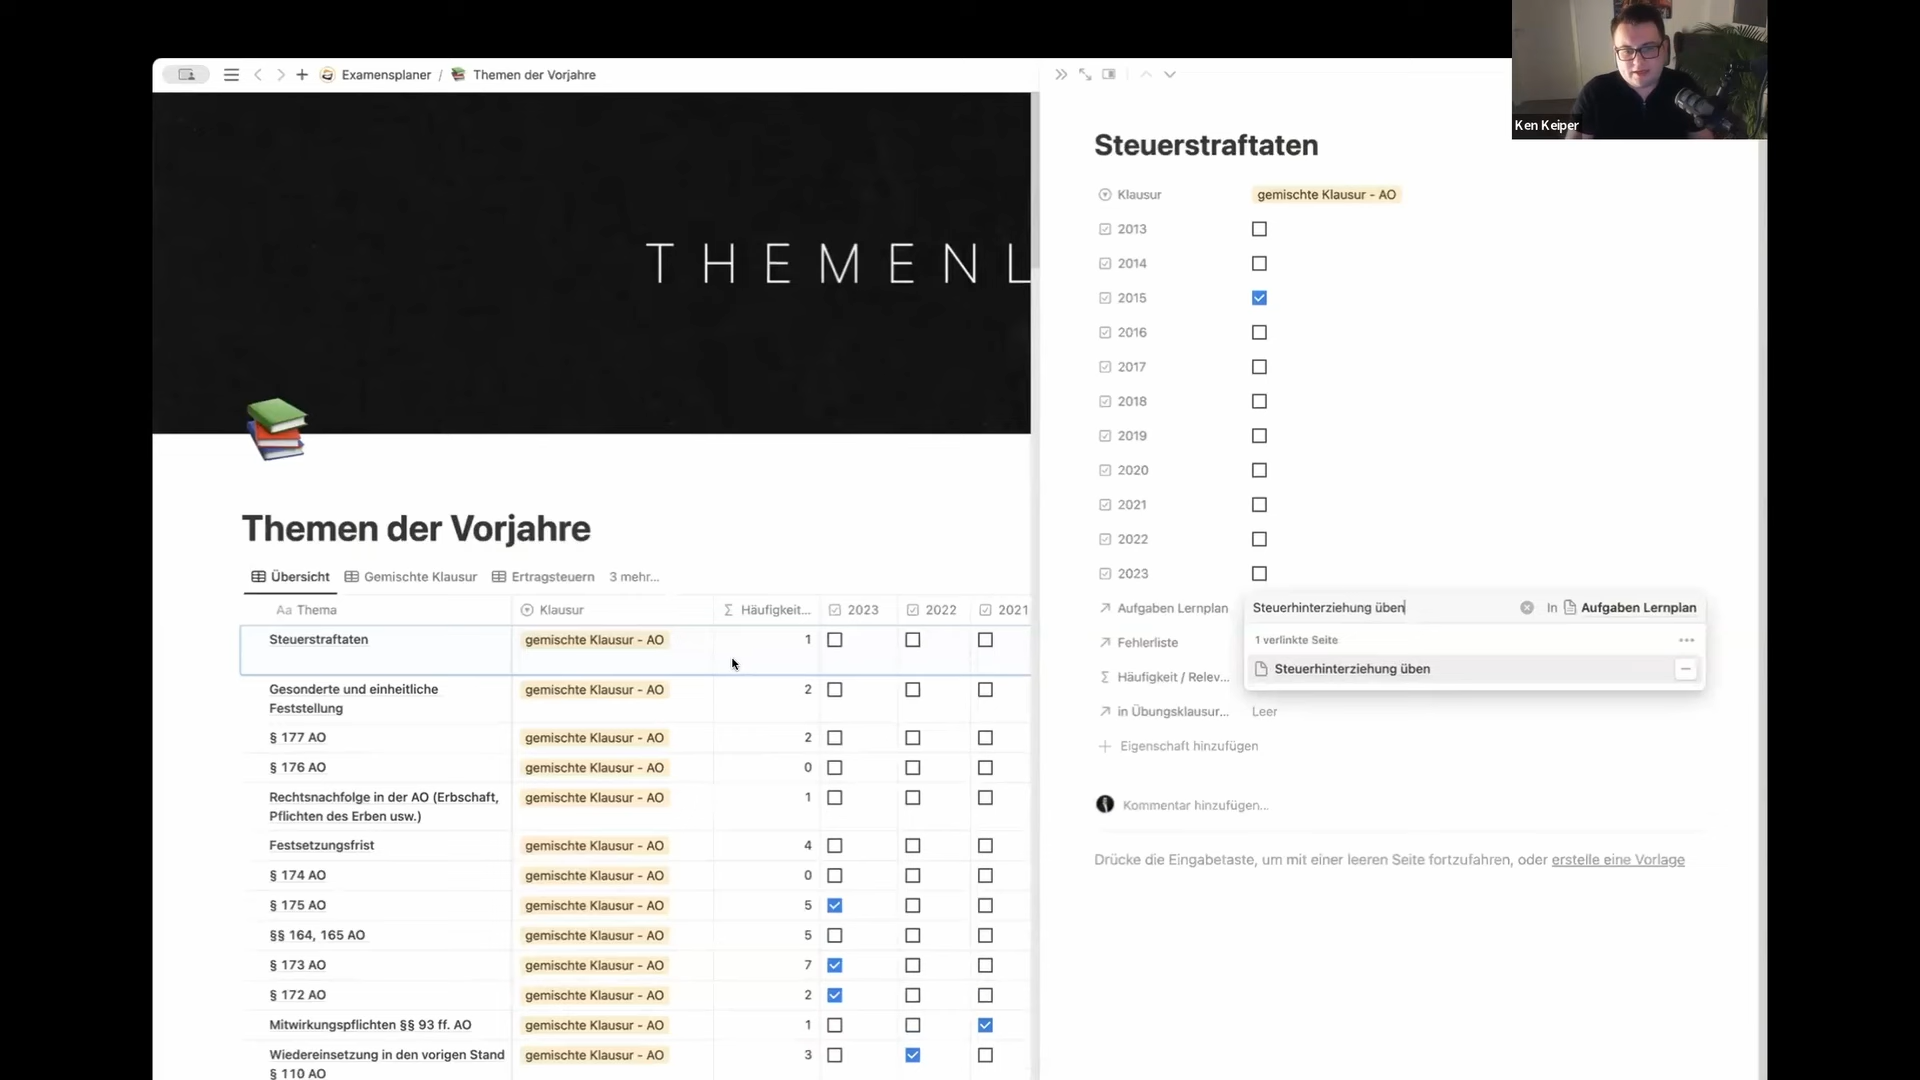 Examensplaner / Themen der Vorjahre
THEMENL
Themen der Vorjahre
Übersicht Gemischte Klausur Ertragsteuern 3 mehr...
Aa Thema Klausur Σ Häufigkeit... 2023 2022 2021
Steuerstraftaten gemischte Klausur - AO 1
Gesonderte und einheitliche
Feststellung gemischte Klausur - AO 2
§ 177 AO gemischte Klausur - AO 2
§ 176 AO gemischte Klausur - AO 0
Rechtsnachfolge in der AO (Erbschaft,
Pflichten des Erben usw.) gemischte Klausur - AO 1
Festsetzungsfrist gemischte Klausur - AO 4
§ 174 AO gemischte Klausur - AO 0
§ 175 AO gemischte Klausur - AO 5
§§ 164, 165 AO gemischte Klausur - AO 5
§ 173 AO gemischte Klausur - AO 7
§ 172 AO gemischte Klausur - AO 2
Mitwirkungspflichten §§ 93 ff. AO gemischte Klausur - AO 1
Wiedereinsetzung in den vorigen Stand
§ 110 AO gemischte Klausur - AO 3
Steuerstraftaten
Klausur gemischte Klausur - AO
2013
2014
2015
2016
2017
2018
2019
2020
2021
2022
2023
Aufgaben Lernplan Steuerhinterziehung üben In Aufgaben Lernplan
1 verlinkte Seite
Fehlerliste
Steuerhinterziehung üben
Σ Häufigkeit / Relev...
in Übungsklausur... Leer
+ Eigenschaft hinzufügen
Kommentar hinzufügen...
Drücke die Eingabetaste, um mit einer leeren Seite fortzufahren, oder erstelle eine Vorlage
Ken Keiper